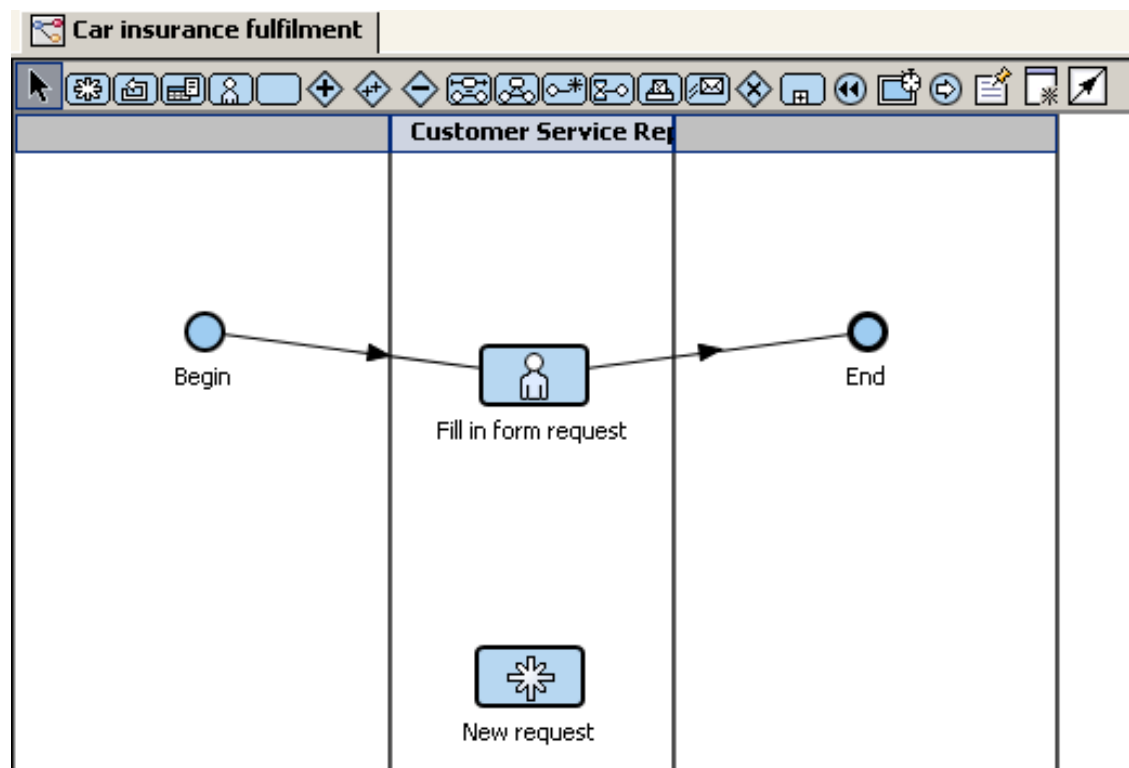 Car insurance fulfilment
Customer Service Rep
Begin
End
Fill in form request
New request